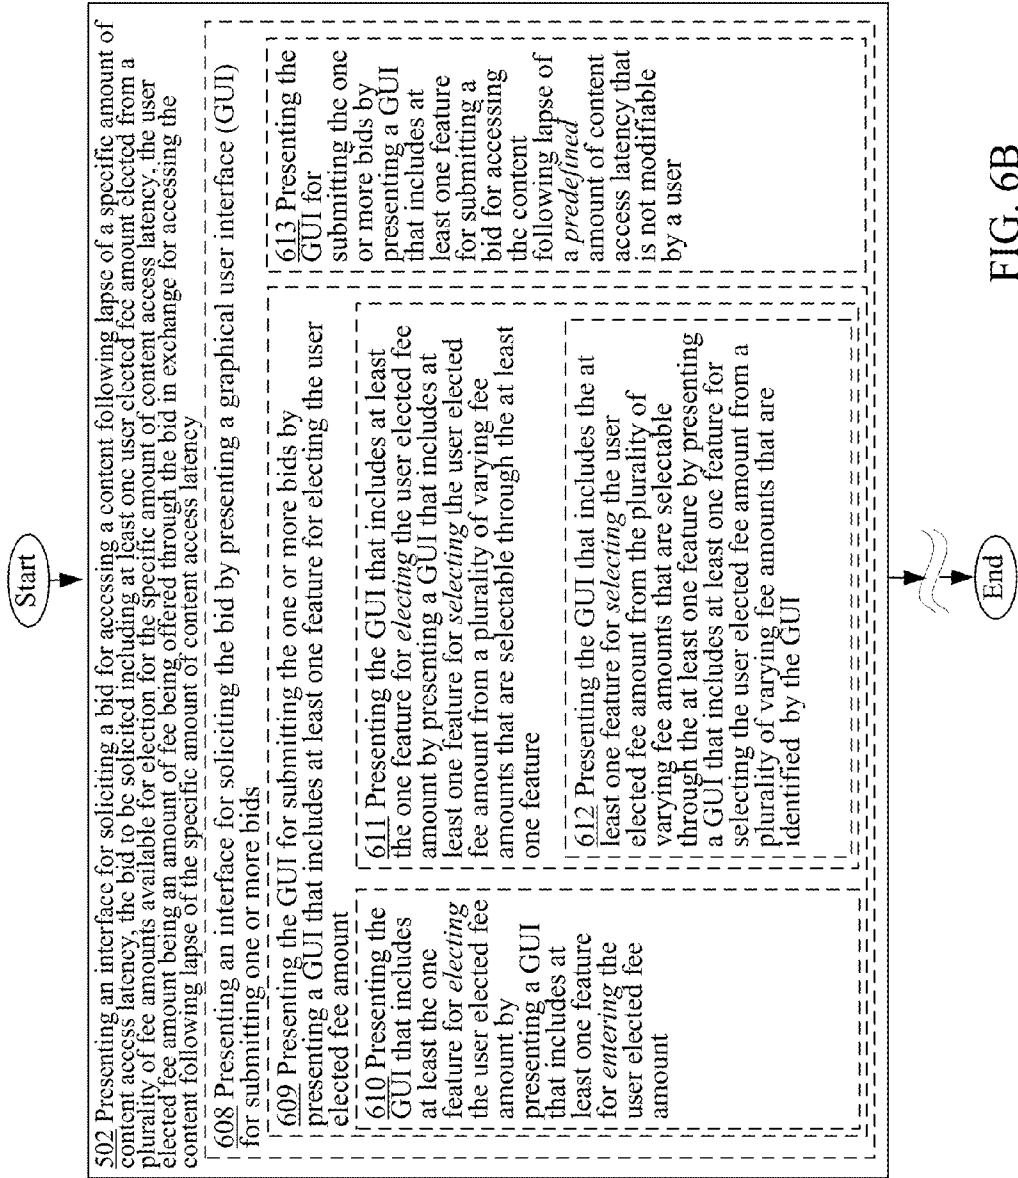 Start
502 Presenting an interface for soliciting a bid for accessing a content following lapse of a specific amount of
content access latency, the bid to be solicited including at least one user elected fee amount elected from a
plurality of fee amounts available for election for the specific amount of content access latency, the user
elected fee amount being an amount of fee being offered through the bid in exchange for accessing the
content following lapse of the specific amount of content access latency
608 Presenting an interface for soliciting the bid by presenting a graphical user interface (GUI)
for submitting one or more bids
609 Presenting the GUI for submitting the one or more bids by
presenting a GUI that includes at least one feature for electing the user
elected fee amount
610 Presenting the
GUI that includes
at least the one
feature for electing
the user elected fee
amount by
presenting a GUI
that includes at
least one feature
for entering the
user elected fee
amount
611 Presenting the GUI that includes at least
the one feature for electing the user elected fee
amount by presenting a GUI that includes at
least one feature for selecting the user elected
fee amount from a plurality of varying fee
amounts that are selectable through the at least
one feature
612 Presenting the GUI that includes the at
least one feature for selecting the user
elected fee amount from the plurality of
varying fee amounts that are selectable
through the at least one feature by presenting
a GUI that includes at least one feature for
selecting the user elected fee amount from a
plurality of varying fee amounts that are
identified by the GUI
613 Presenting the
GUI for
submitting the one
or more bids by
presenting a GUI
that includes at
least one feature
for submitting a
bid for accessing
the content
following lapse of
a predefined
amount of content
access latency that
is not modifiable
by a user
End
FIG. 6B